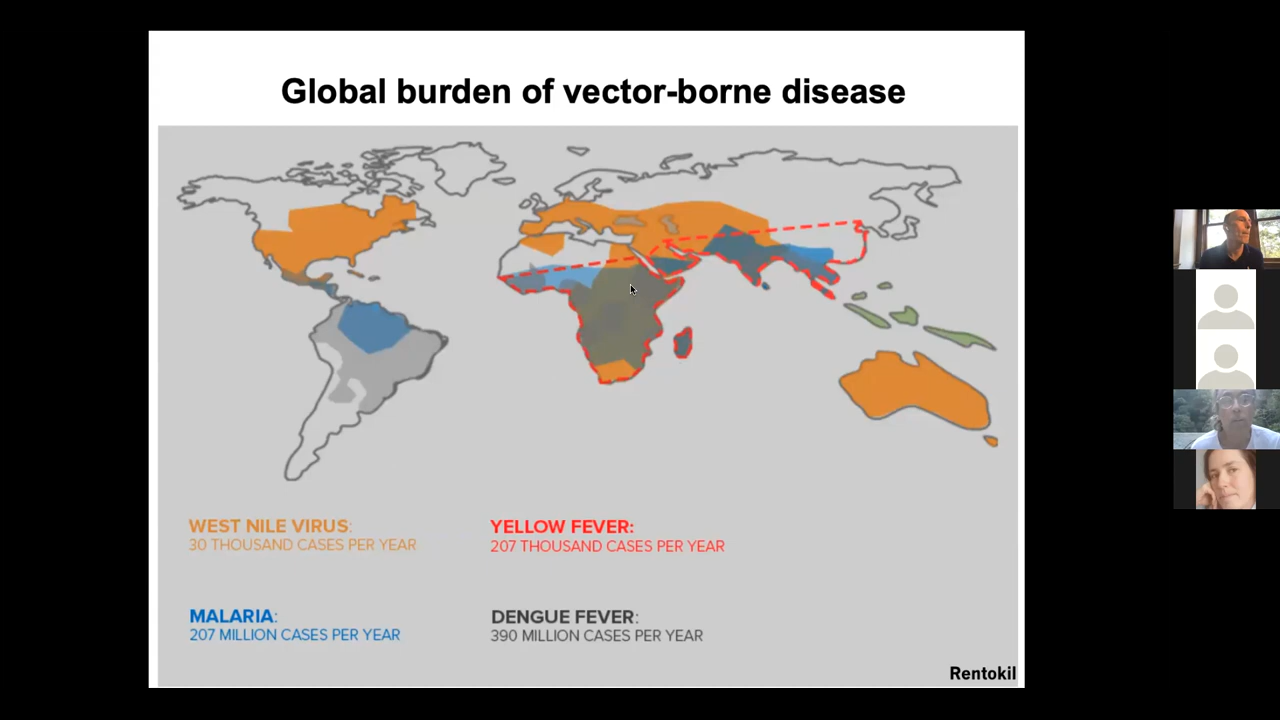 Global burden of vector-borne disease
WEST NILE VIRUS:
30 THOUSAND CASES PER YEAR
YELLOW FEVER:
207 THOUSAND CASES PER YEAR
MALARIA:
207 MILLION CASES PER YEAR
DENGUE FEVER:
390 MILLION CASES PER YEAR
Rentokil